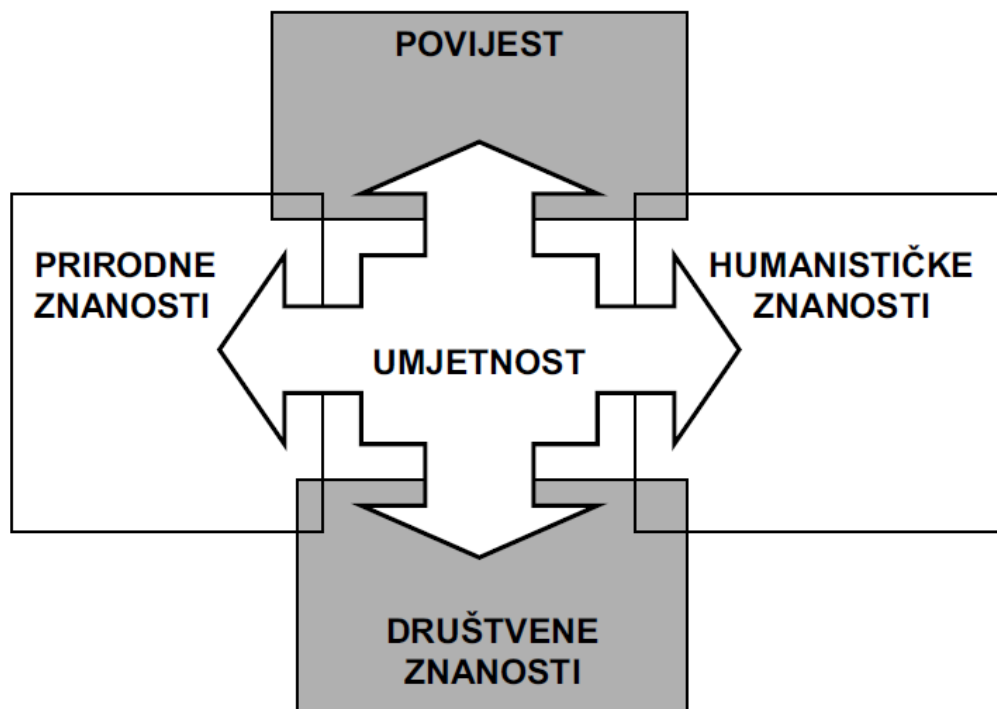 POVIJEST
PRIRODNE
ZNANOSTI
HUMANISTIČKE
ZNANOSTI
UMJETNOST
DRUŠTVENE
ZNANOSTI